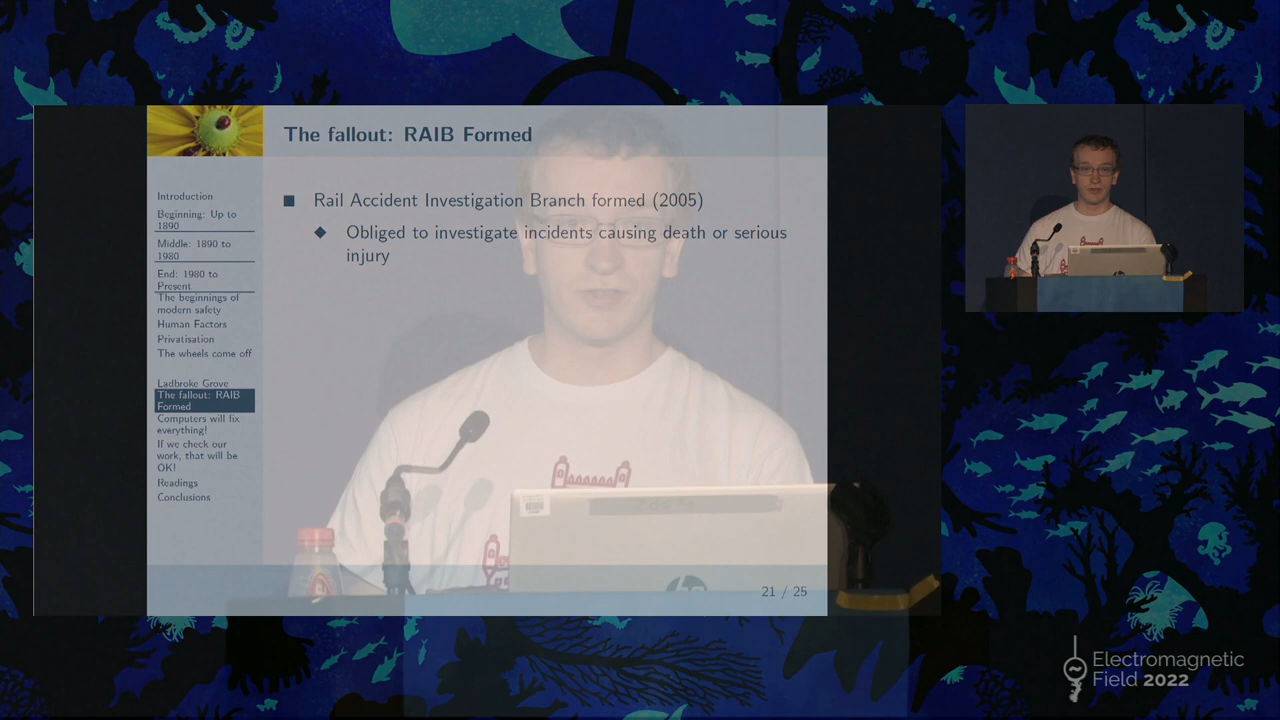 The fallout: RAIB Formed
Introduction
Beginning: Up to
1890
Middle: 1890 to
1980
End: 1980 to
Present
The beginnings of
modern safety
Human Factors
Privatisation
The wheels come off
Ladbroke Grove
The fallout: RAIB
Formed
Computers will fix
everything!
If we check our
work, that will be
OK!
Readings
Conclusions
Rail Accident Investigation Branch formed (2005)
Obliged to investigate incidents causing death or serious
injury
21 / 25
Electromagnetic
Field 2022